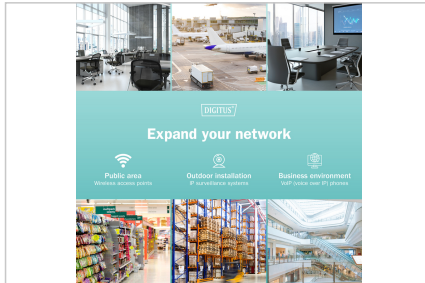 DIGITUS
Expand your network
Public area
Wireless access points
Outdoor installation
IP surveillance systems
Business environment
VoIP (voice over IP) phones